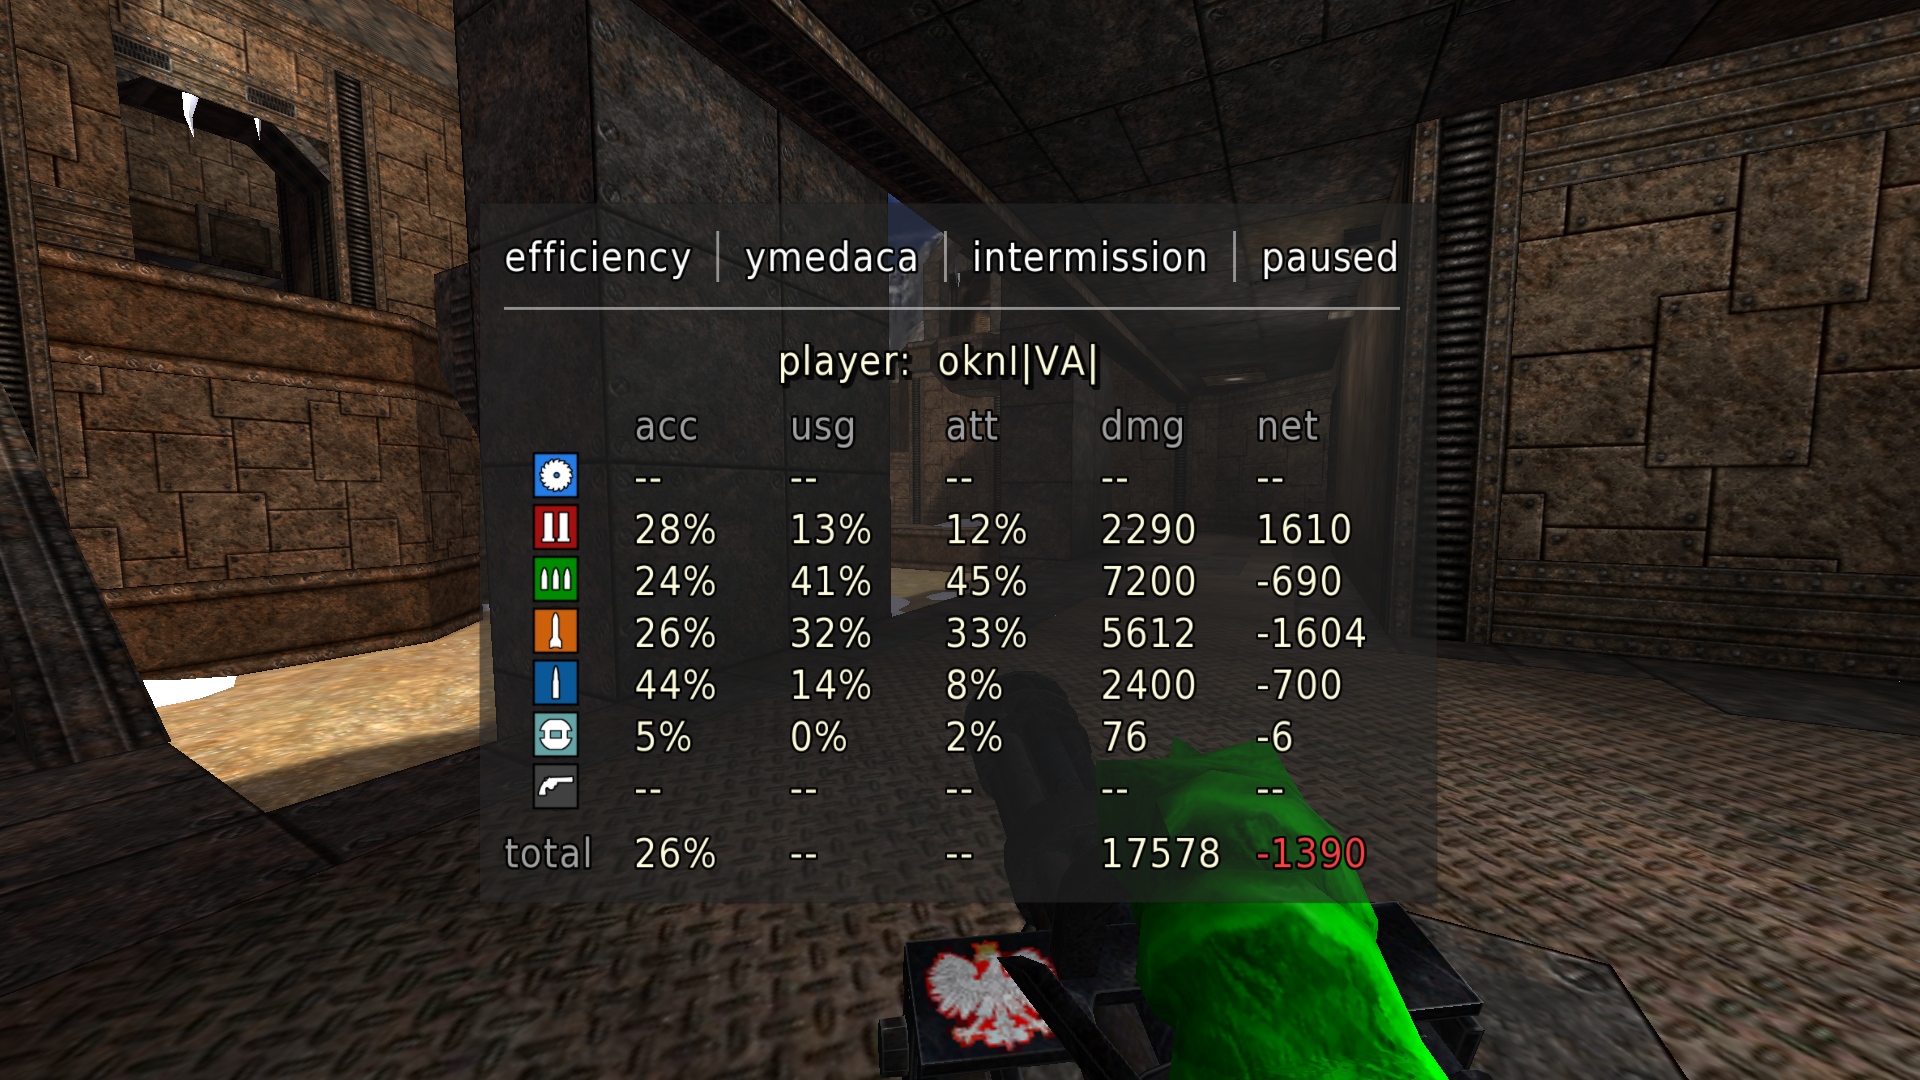 efficiency | ymedaca | intermission | paused
player: oknI|VA|
acc usg att dmg net
-- -- -- -- --
28% 13% 12% 2290 1610
24% 41% 45% 7200 -690
26% 32% 33% 5612 -1604
44% 14% 8% 2400 -700
5% 0% 2% 76 -6
-- -- -- -- --
total 26% -- -- 17578 -1390